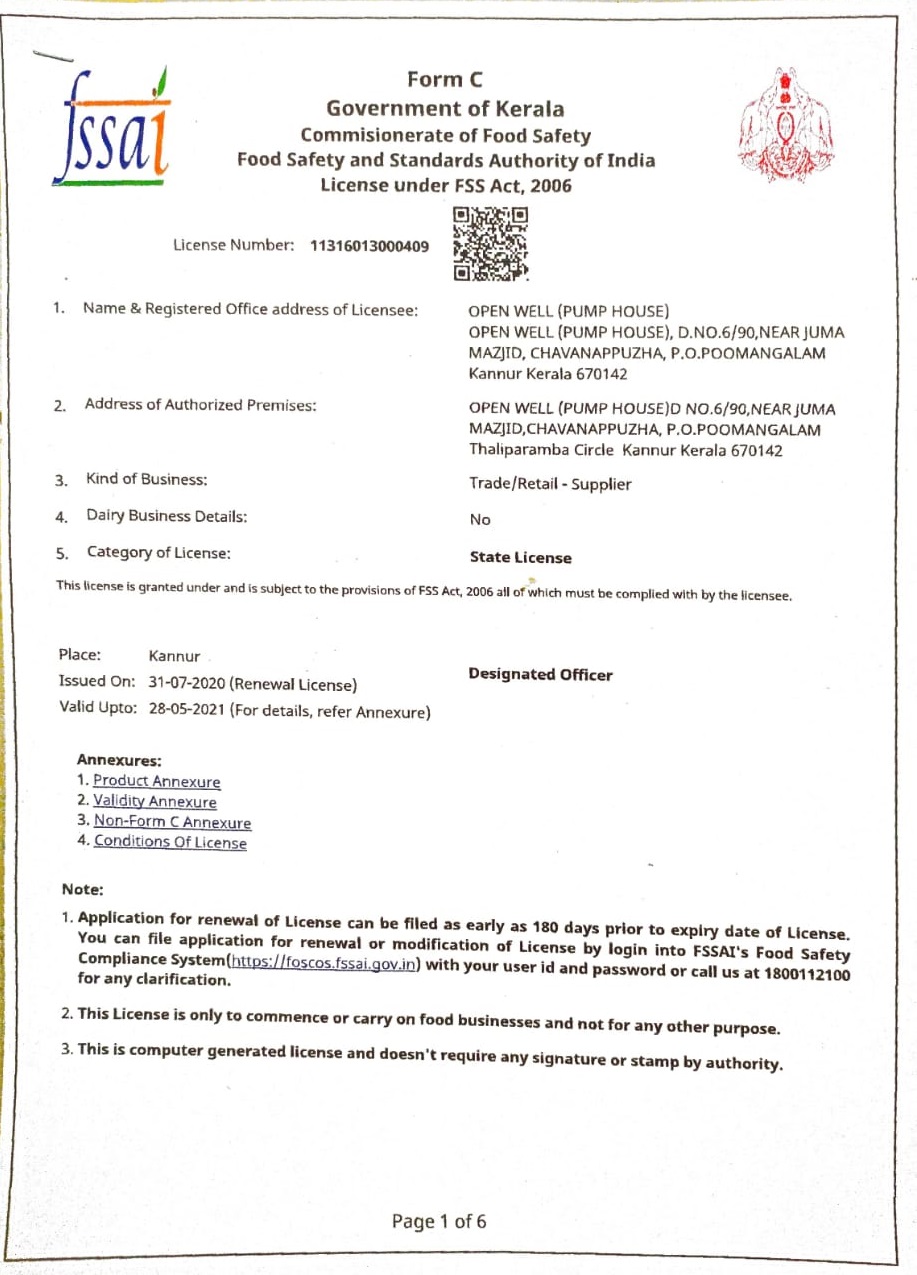 fssai
Form C
Government of Kerala
Commisionerate of Food Safety
Food Safety and Standards Authority of India
License under FSS Act, 2006
License Number: 11316013000409
1. Name & Registered Office address of Licensee: OPEN WELL (PUMP HOUSE)
OPEN WELL (PUMP HOUSE), D.NO.6/90,NEAR JUMA
MAZJID, CHAVANAPPUZHA, P.O.POOMANGALAM
Kannur Kerala 670142
2. Address of Authorized Premises: OPEN WELL (PUMP HOUSE)D NO.6/90,NEAR JUMA
MAZJID,CHAVANAPPUZHA, P.O.POOMANGALAM
Thaliparamba Circle Kannur Kerala 670142
3. Kind of Business: Trade/Retail - Supplier
4. Dairy Business Details: No
5. Category of License: State License
This license is granted under and is subject to the provisions of FSS Act, 2006 all of which must be complied with by the licensee.
Place: Kannur
Designated Officer
Issued On: 31-07-2020 (Renewal License)
Valid Upto: 28-05-2021 (For details, refer Annexure)
Annexures:
1. Product Annexure
2. Validity Annexure
3. Non-Form C Annexure
4. Conditions Of License
Note:
1. Application for renewal of License can be filed as early as 180 days prior to expiry date of License.
You can file application for renewal or modification of License by login into FSSAI's Food Safety
Compliance System(https://foscos.fssai.gov.in) with your user id and password or call us at 1800112100
for any clarification.
2. This License is only to commence or carry on food businesses and not for any other purpose.
3. This is computer generated license and doesn't require any signature or stamp by authority.
Page 1 of 6